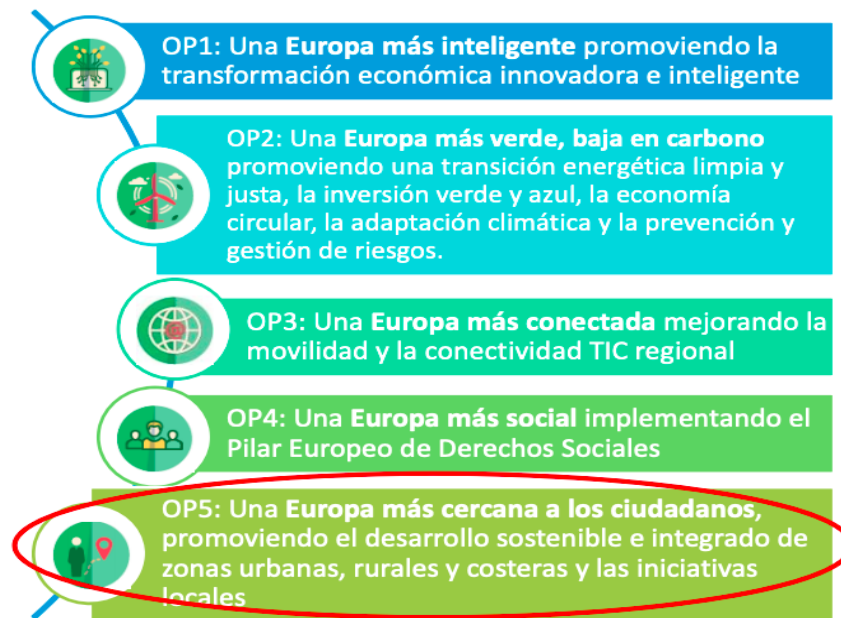 OP1: Una Europa más inteligente promoviendo la
transformación económica innovadora e inteligente
OP2: Una Europa más verde, baja en carbono
promoviendo una transición energética limpia y
justa, la inversión verde y azul, la economía
circular, la adaptación climática y la prevención y
gestión de riesgos.
OP3: Una Europa más conectada mejorando la
movilidad y la conectividad TIC regional
OP4: Una Europa más social implementando el
Pilar Europeo de Derechos Sociales
OP5: Una Europa más cercana a los ciudadanos,
promoviendo el desarrollo sostenible e integrado de
zonas urbanas, rurales y costeras y las iniciativas
locales